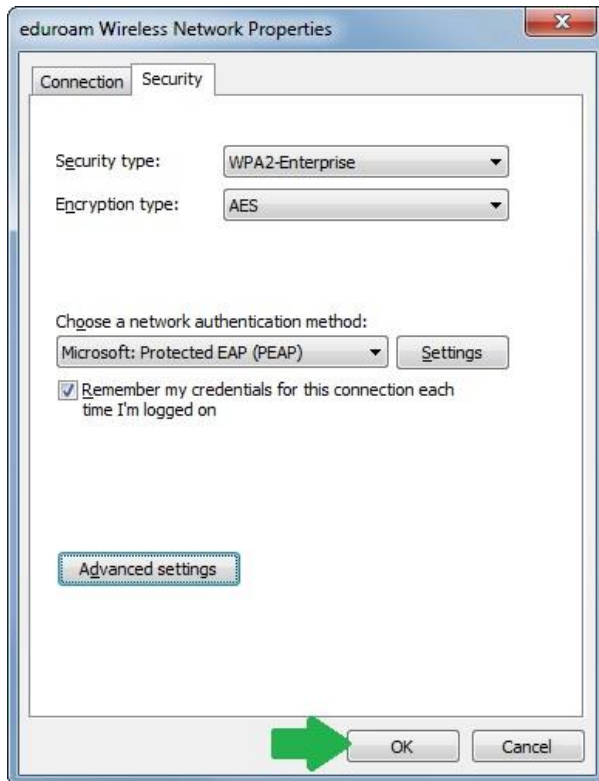 eduroam Wireless Network Properties
Connection Security
Security type: WPA2-Enterprise
Encryption type: AES
Choose a network authentication method:
Microsoft: Protected EAP (PEAP) Settings
Remember my credentials for this connection each
time I'm logged on
Advanced settings
OK Cancel